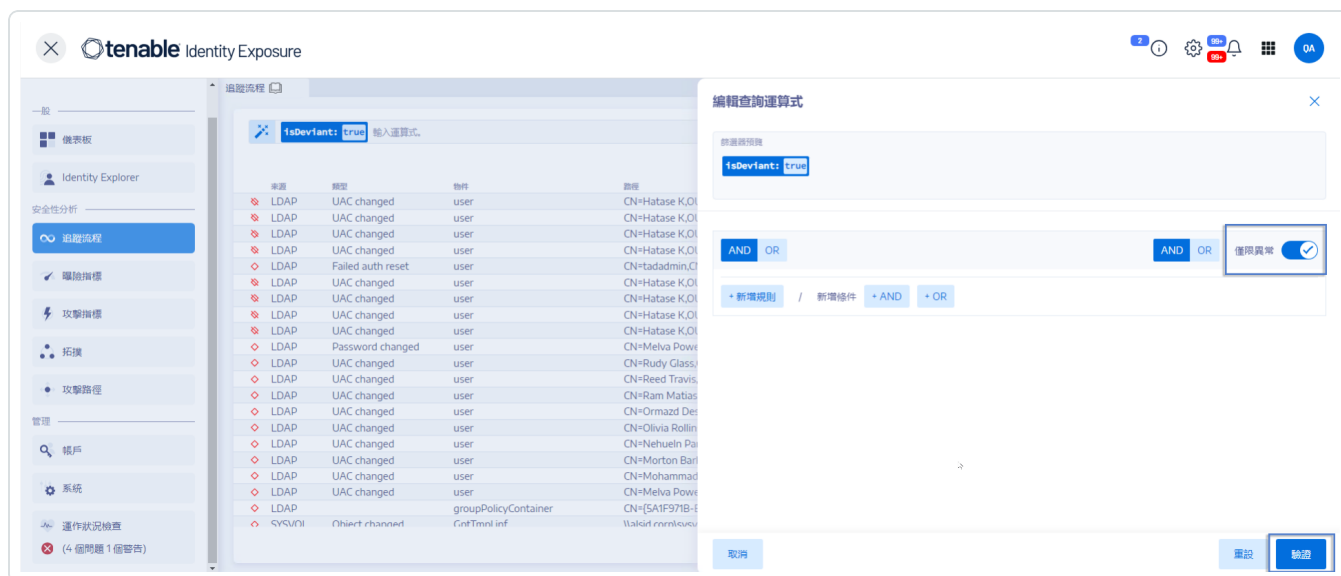 tenable Identity Exposure
2
99+
99+
QA
追蹤流程
一般
儀表板
Identity Explorer
安全性分析
追蹤流程
曝險指標
攻擊指標
拓撲
攻擊路徑
管理
帳戶
系統
運作狀況檢查
(4 個問題 1 個警告)
isDeviant: true 輸入運算式。
來源 類型 物件 路徑
LDAP UAC changed user CN=Hatase K,OU
LDAP UAC changed user CN=Hatase K,OU
LDAP UAC changed user CN=Hatase K,OU
LDAP UAC changed user CN=Hatase K,OU
LDAP Failed auth reset user CN=tadadmin,C
LDAP UAC changed user CN=Hatase K,OU
LDAP UAC changed user CN=Hatase K,OU
LDAP UAC changed user CN=Hatase K,OU
LDAP UAC changed user CN=Hatase K,OU
LDAP Password changed user CN=Melva Powe
LDAP UAC changed user CN=Rudy Glass,
LDAP UAC changed user CN=Reed Travis,
LDAP UAC changed user CN=Ram Matias
LDAP UAC changed user CN=Ormazd Des
LDAP UAC changed user CN=Olivia Rollin
LDAP UAC changed user CN=Nehueln Pa
LDAP UAC changed user CN=Morton Barl
LDAP UAC changed user CN=Mohammad
LDAP UAC changed user CN=Melva Powe
LDAP groupPolicyContainer CN={5A1F971B-E
SYSVOL Object changed GptTmpl.inf \\alsid.corp\sysv
編輯查詢運算式
篩選器預覽
isDeviant: true
AND OR
AND OR 僅限異常
+ 新增規則 / 新增條件 + AND + OR
取消
重設
驗證